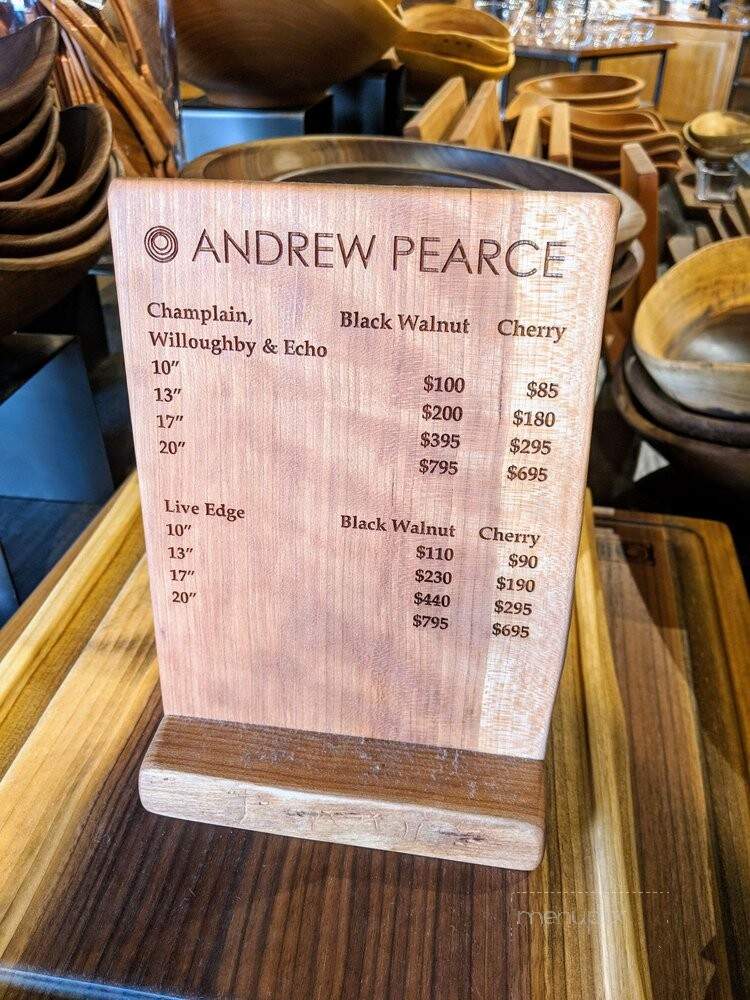 ANDREW PEARCE
Champlain, Black Walnut Cherry
Willoughby & Echo
10″ $100 $85
13″ $200 $180
17″ $395 $295
20″ $795 $695
Live Edge Black Walnut Cherry
10″ $110 $90
13″ $230 $190
17″ $440 $295
20″ $795 $695